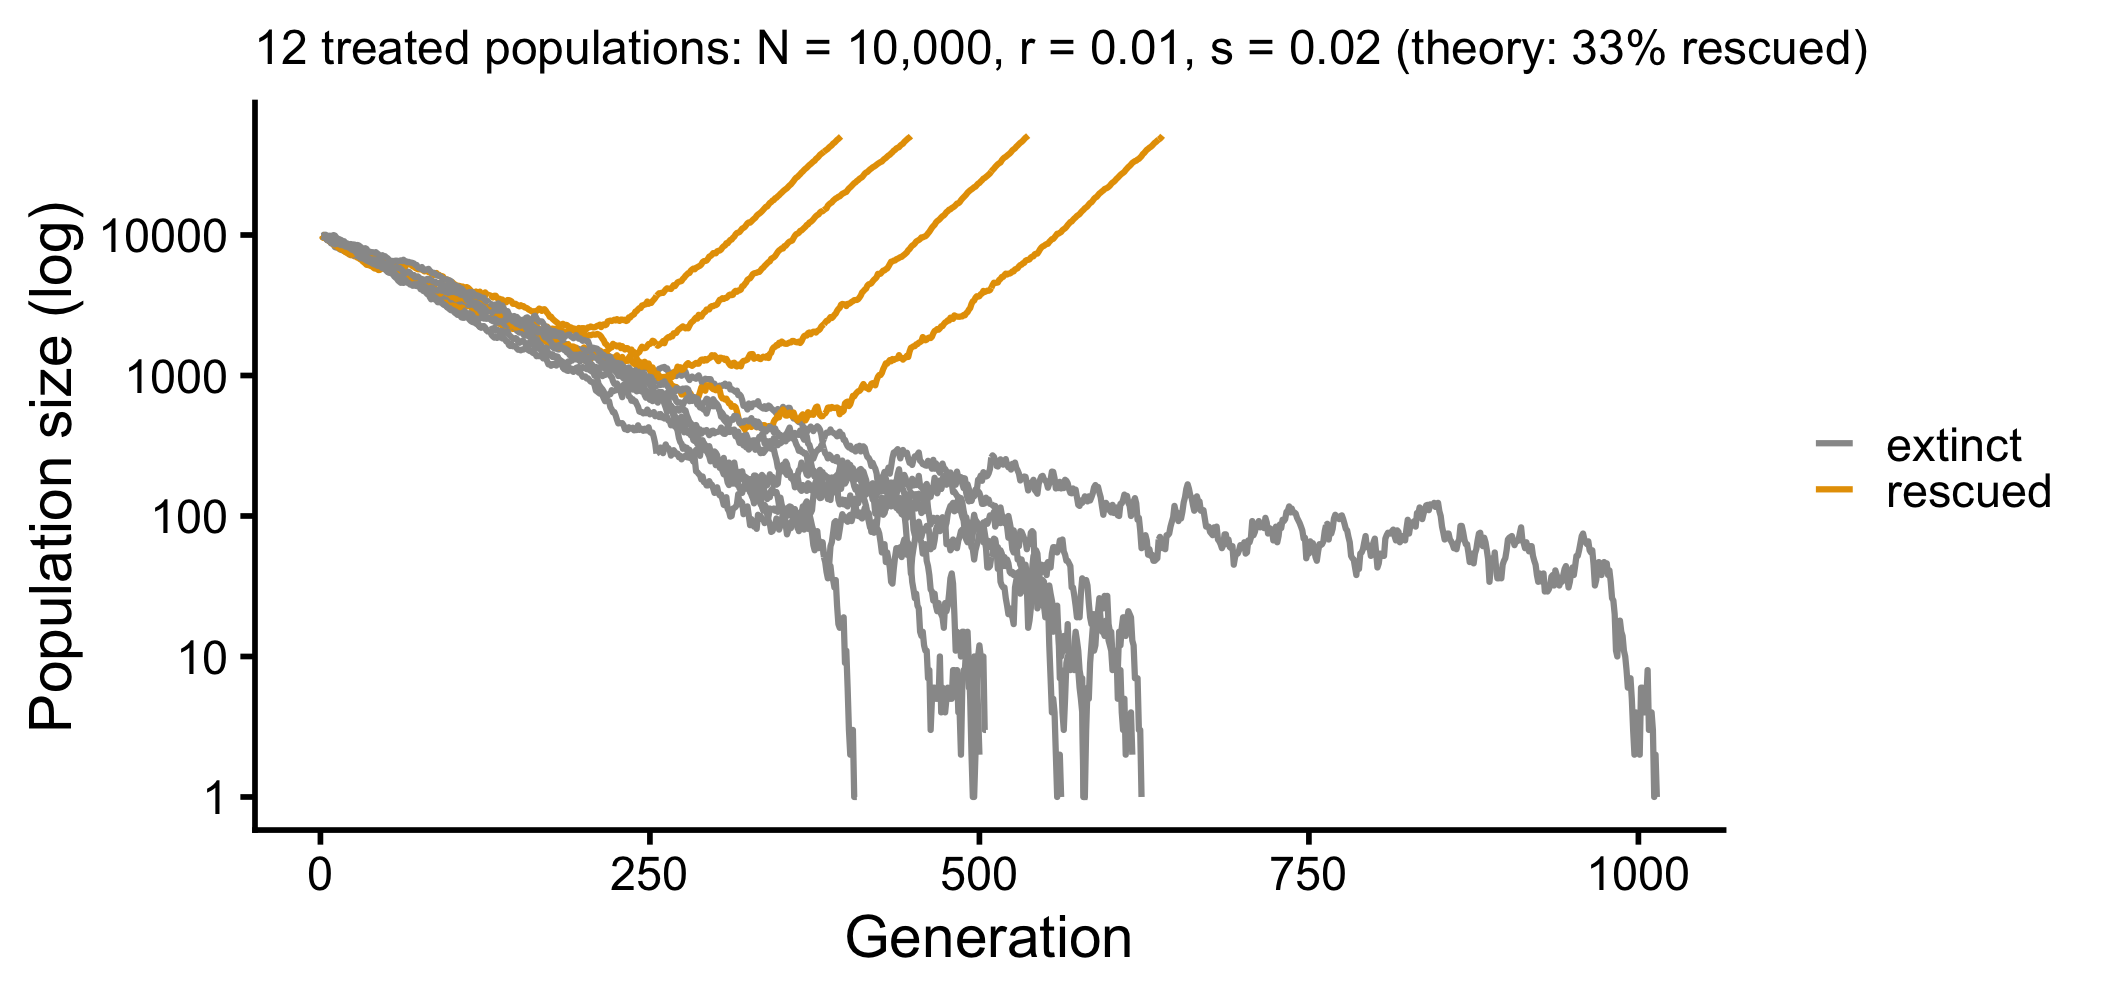 12 treated populations: N = 10,000, r = 0.01, s = 0.02 (theory: 33% rescued)
Population size (log)
10000
1000
100
10
1
0 250 500 750 1000
Generation
extinct
rescued